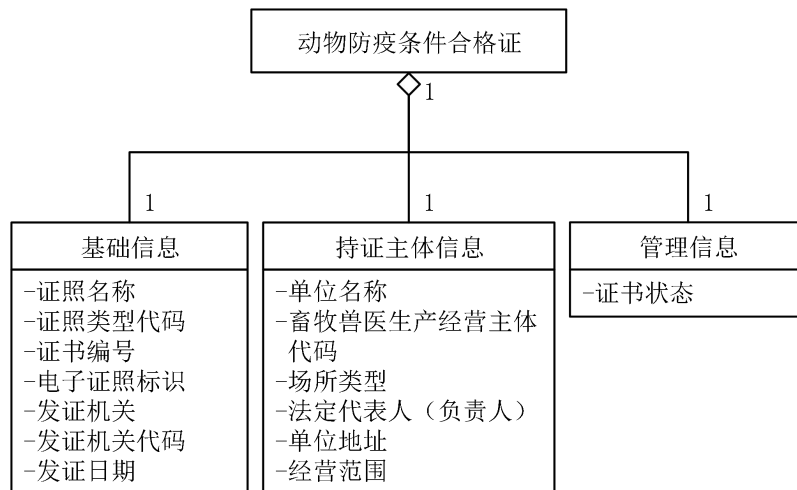 动物防疫条件合格证
1
1
1
1
基础信息
-证照名称
-证照类型代码
-证书编号
-电子证照标识
-发证机关
-发证机关代码
-发证日期
持证主体信息
-单位名称
-畜牧兽医生产经营主体
代码
-场所类型
-法定代表人（负责人）
-单位地址
-经营范围
管理信息
-证书状态